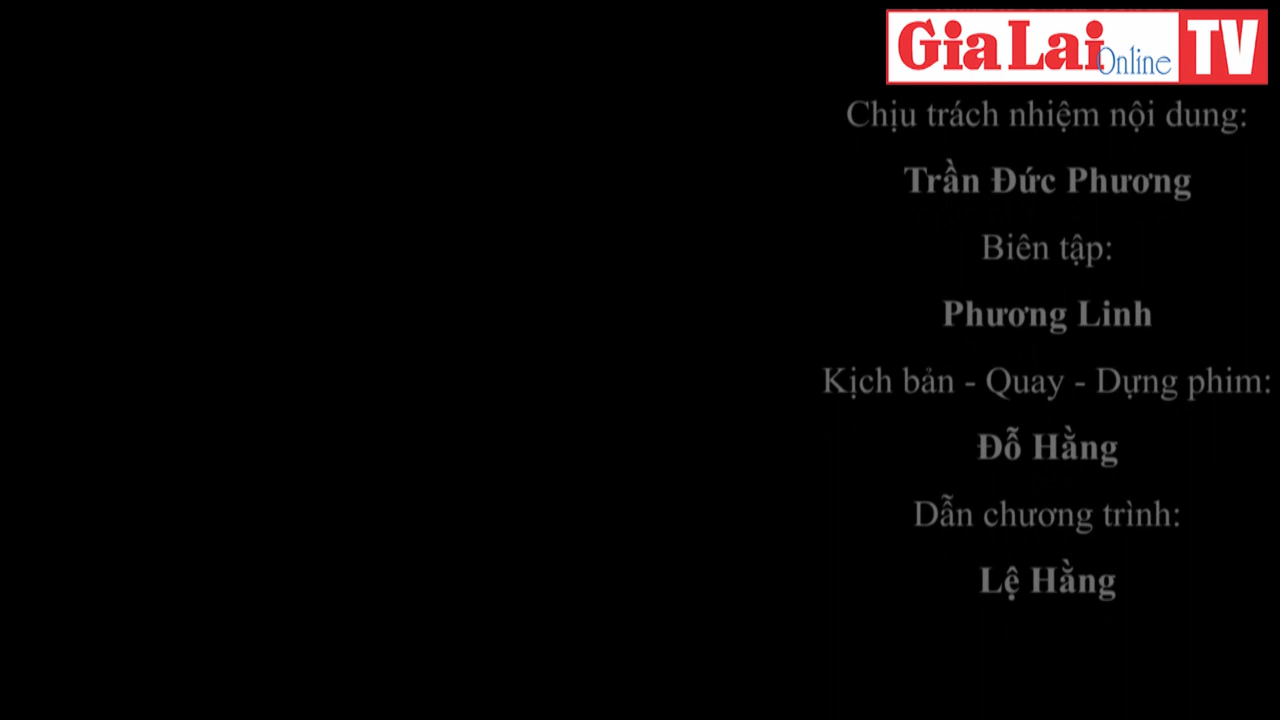 Gia Lai Online TV
Chịu trách nhiệm nội dung:
Trần Đức Phương
Biên tập:
Phương Linh
Kịch bản - Quay - Dựng phim:
Đỗ Hằng
Dẫn chương trình:
Lệ Hằng